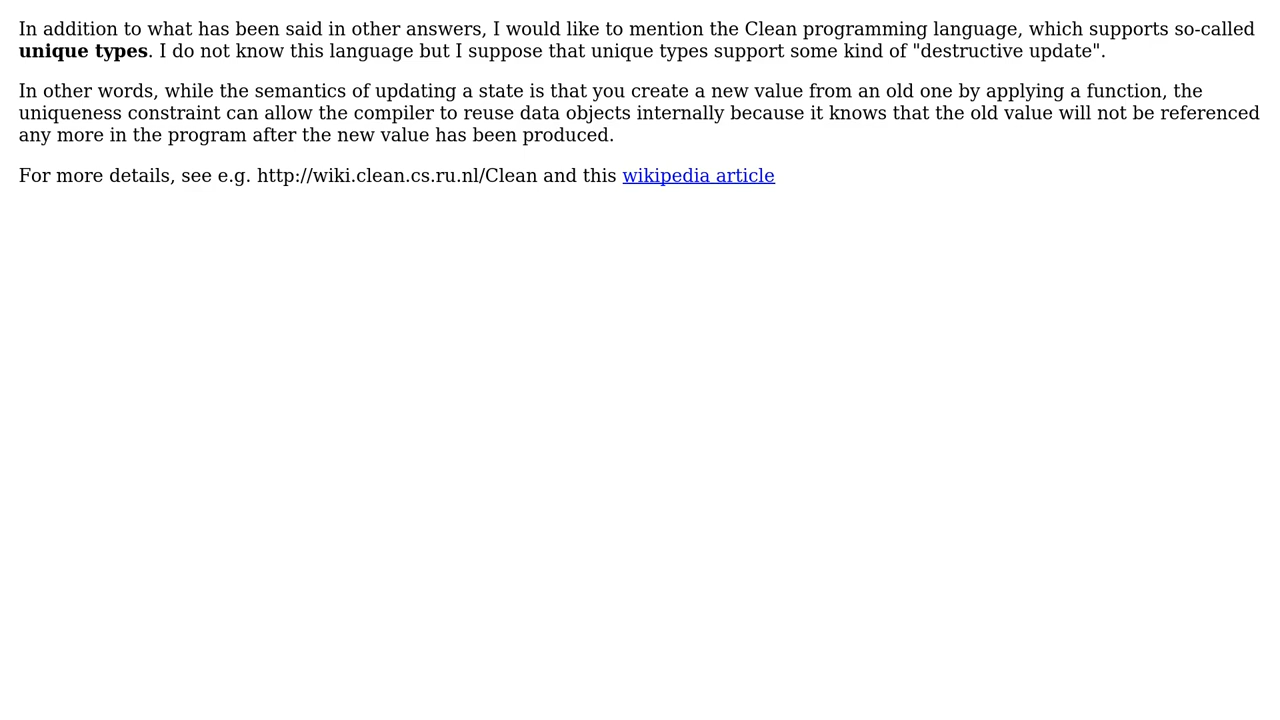 In addition to what has been said in other answers, I would like to mention the Clean programming language, which supports so-called
unique types. I do not know this language but I suppose that unique types support some kind of "destructive update".
In other words, while the semantics of updating a state is that you create a new value from an old one by applying a function, the
uniqueness constraint can allow the compiler to reuse data objects internally because it knows that the old value will not be referenced
any more in the program after the new value has been produced.
For more details, see e.g. http://wiki.clean.cs.ru.nl/Clean and this wikipedia article